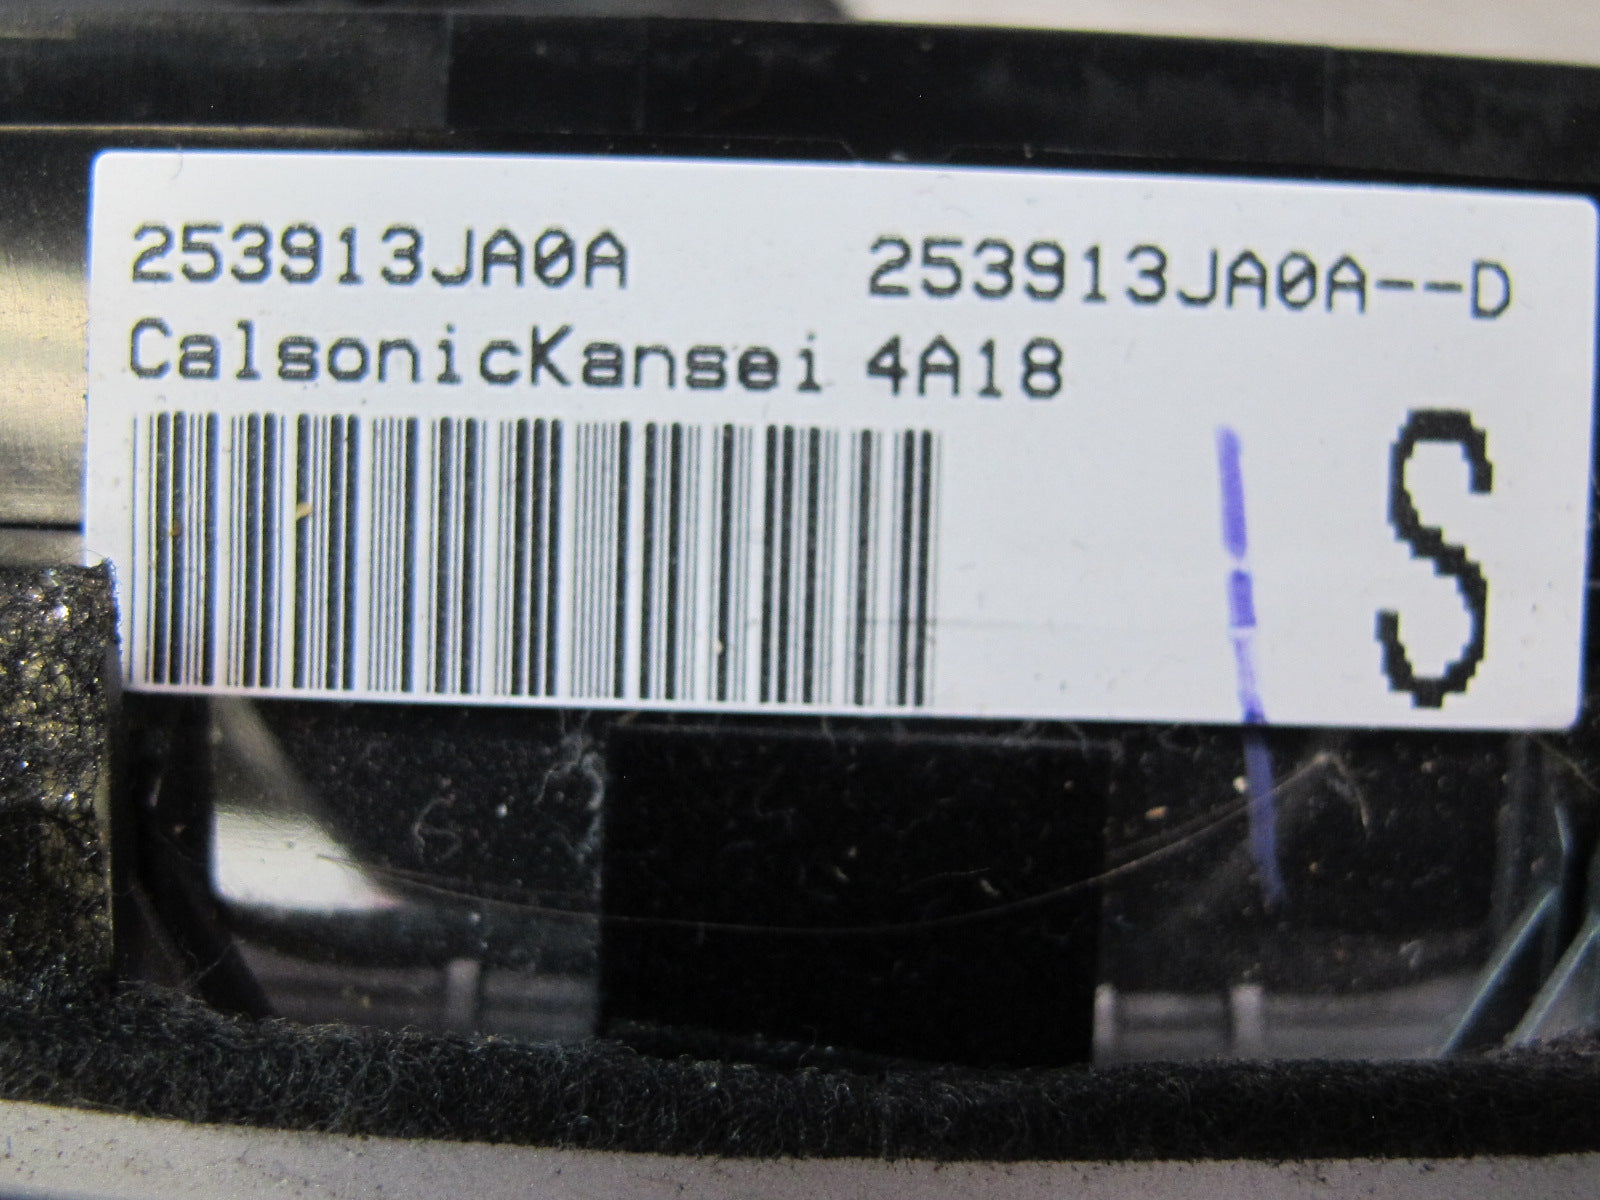 253913JA0A 253913JA0A--D
CalsonicKansei 4A18
S